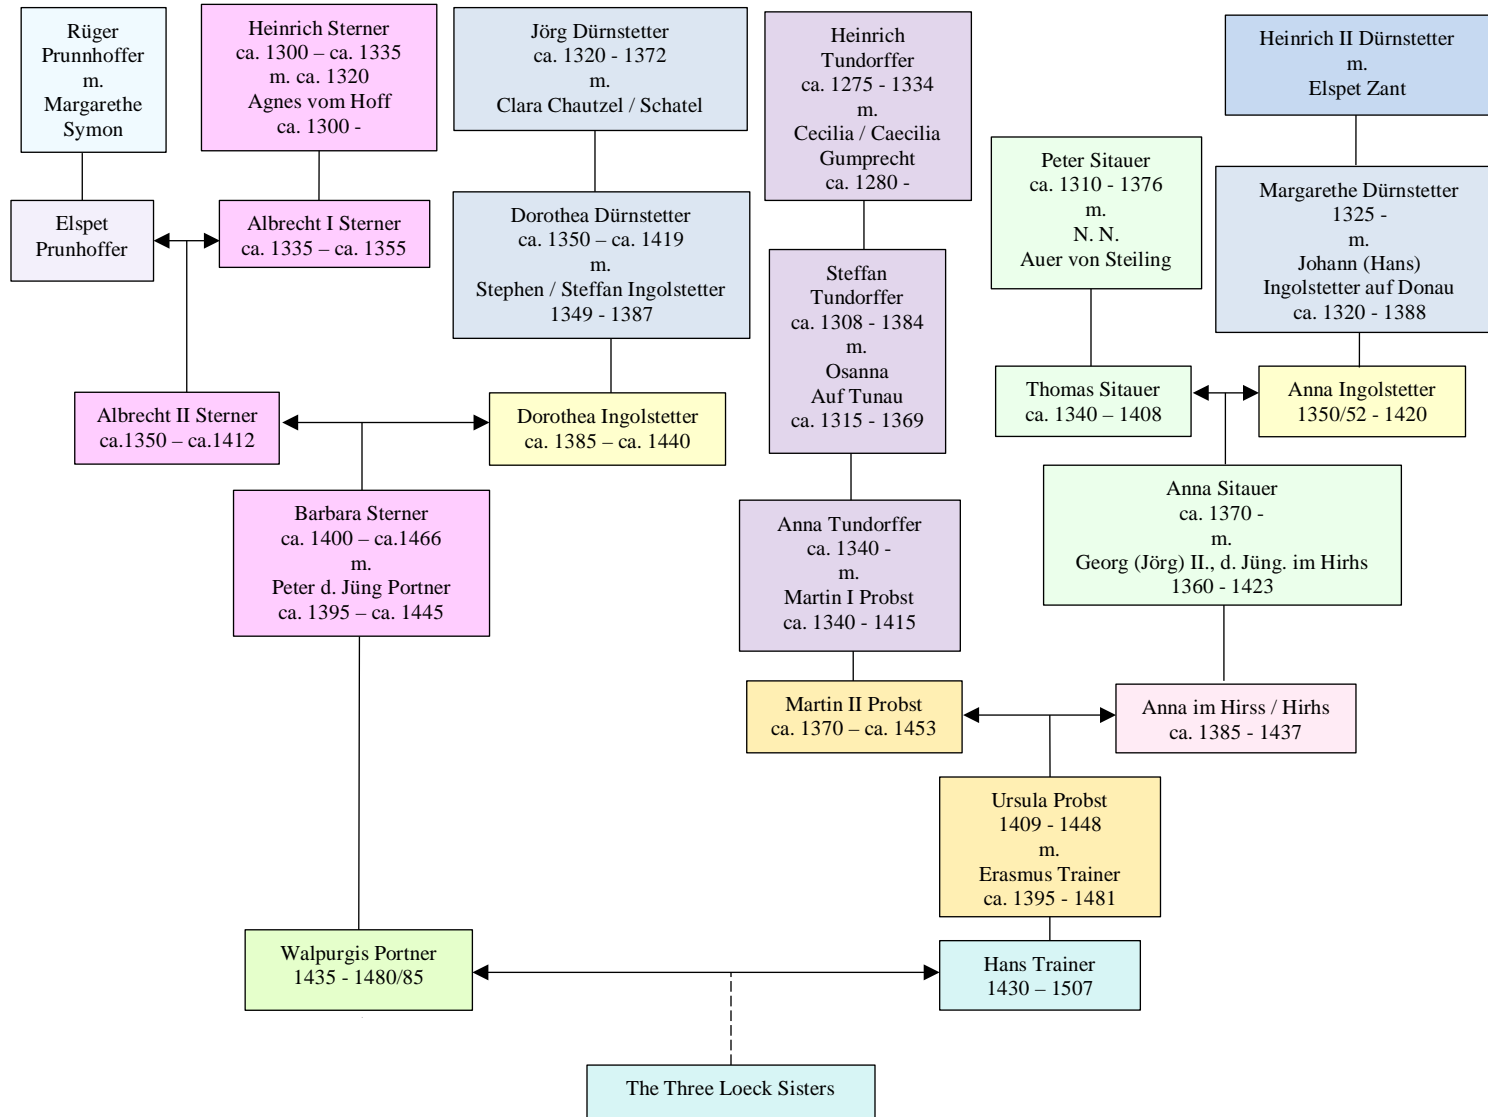 Rüger
Prunnhoffer
m.
Margarethe
Symon
Heinrich Sterner
ca. 1300 – ca. 1335
m. ca. 1320
Agnes vom Hoff
ca. 1300 -
Jörg Dürnstetter
ca. 1320 - 1372
m.
Clara Chautzel / Schatel
Heinrich
Tundorffer
ca. 1275 - 1334
m.
Cecilia / Caecilia
Gumprecht
ca. 1280 -
Heinrich II Dürnstetter
m.
Elspet Zant
Peter Sitauer
ca. 1310 - 1376
m.
N. N.
Auer von Steiling
Margarethe Dürnstetter
1325 -
m.
Johann (Hans)
Ingolstetter auf Donau
ca. 1320 - 1388
Elspet
Prunhoffer
Albrecht I Sterner
ca. 1335 – ca. 1355
Dorothea Dürnstetter
ca. 1350 – ca. 1419
m.
Stephen / Steffan Ingolstetter
1349 - 1387
Steffan
Tundorffer
ca. 1308 - 1384
m.
Osanna
Auf Tunau
ca. 1315 - 1369
Thomas Sitauer
ca. 1340 – 1408
Anna Ingolstetter
1350/52 - 1420
Albrecht II Sterner
ca.1350 – ca.1412
Dorothea Ingolstetter
ca. 1385 – ca. 1440
Barbara Sterner
ca. 1400 – ca.1466
m.
Peter d. Jüng Portner
ca. 1395 – ca. 1445
Anna Tundorffer
ca. 1340 -
m.
Martin I Probst
ca. 1340 - 1415
Anna Sitauer
ca. 1370 -
m.
Georg (Jörg) II., d. Jüng. im Hirhs
1360 - 1423
Martin II Probst
ca. 1370 – ca. 1453
Anna im Hirss / Hirhs
ca. 1385 - 1437
Ursula Probst
1409 - 1448
m.
Erasmus Trainer
ca. 1395 - 1481
Walpurgis Portner
1435 - 1480/85
Hans Trainer
1430 – 1507
The Three Loeck Sisters